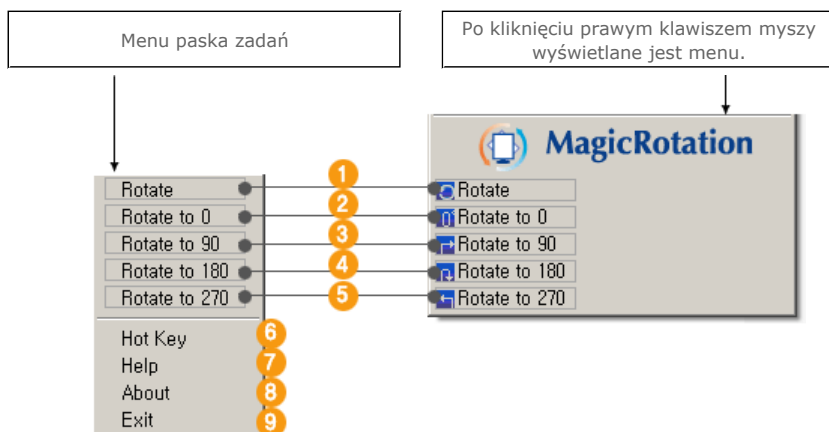 Menu paska zadań
Po kliknięciu prawym klawiszem myszy
wyświetlane jest menu.
MagicRotation
Rotate 1 Rotate
Rotate to 0 2 Rotate to 0
Rotate to 90 3 Rotate to 90
Rotate to 180 4 Rotate to 180
Rotate to 270 5 Rotate to 270
Hot Key 6
Help 7
About 8
Exit 9